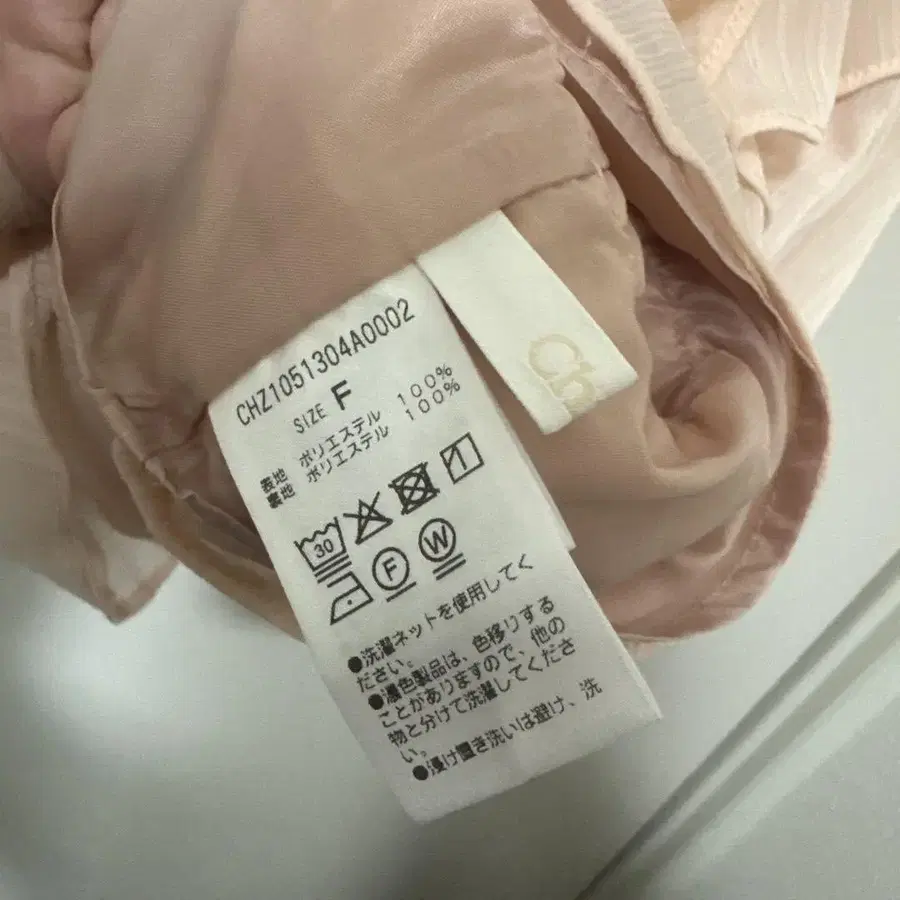 CHZ1051304A0002
SIZE F
表地 ポリエステル 100%
裏地 ポリエステル 100%
30
F
W
●洗濯ネットを使用してく
ださい。
●濃色製品は、色移りする
ことがありますので、他の
物と分けて洗濯してくださ
い。
●浸け置き洗いは避け、洗